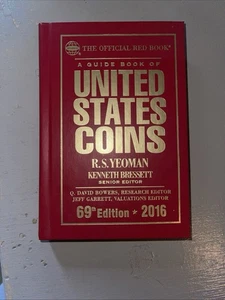 THE OFFICIAL RED BOOK®
A GUIDE BOOK OF
UNITED
STATES
COINS
R.S. YEOMAN
KENNETH BRESSETT
SENIOR EDITOR
Q. DAVID BOWERS, RESEARCH EDITOR
JEFF GARRETT, VALUATIONS EDITOR
69th Edition ★ 2016